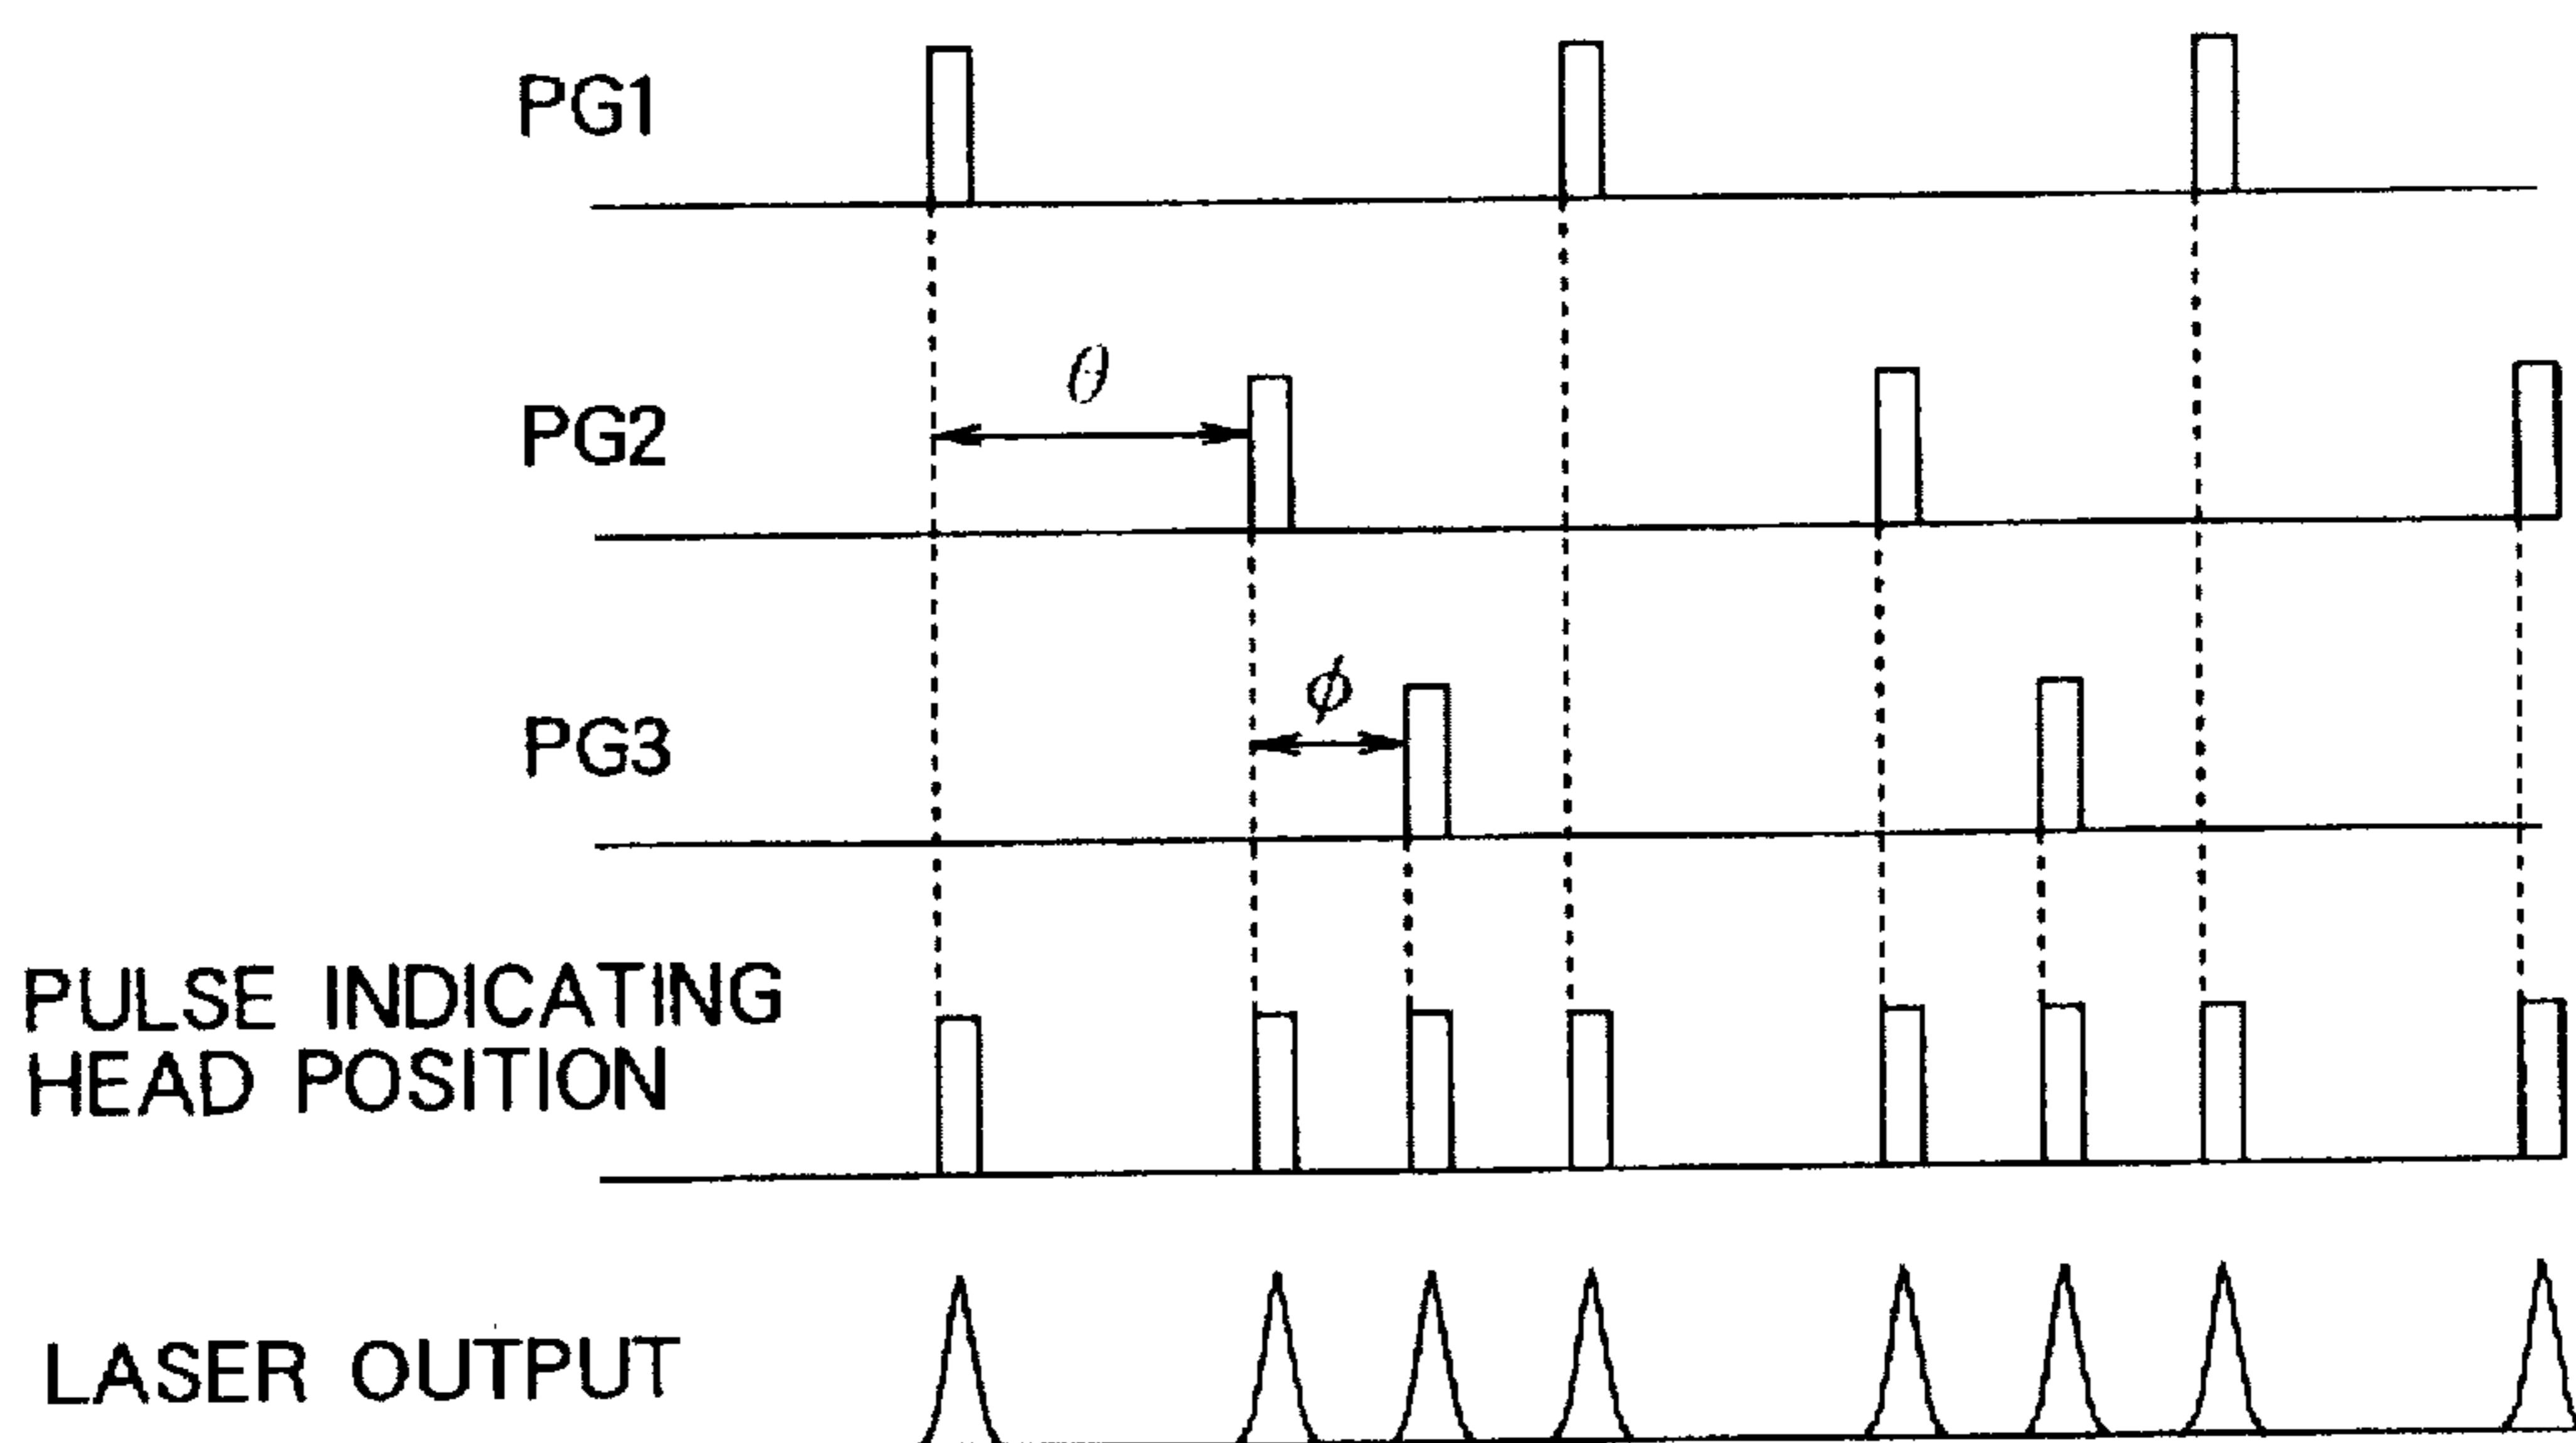 PG1
θ
PG2
ϕ
PG3
PULSE INDICATING
HEAD POSITION
LASER OUTPUT